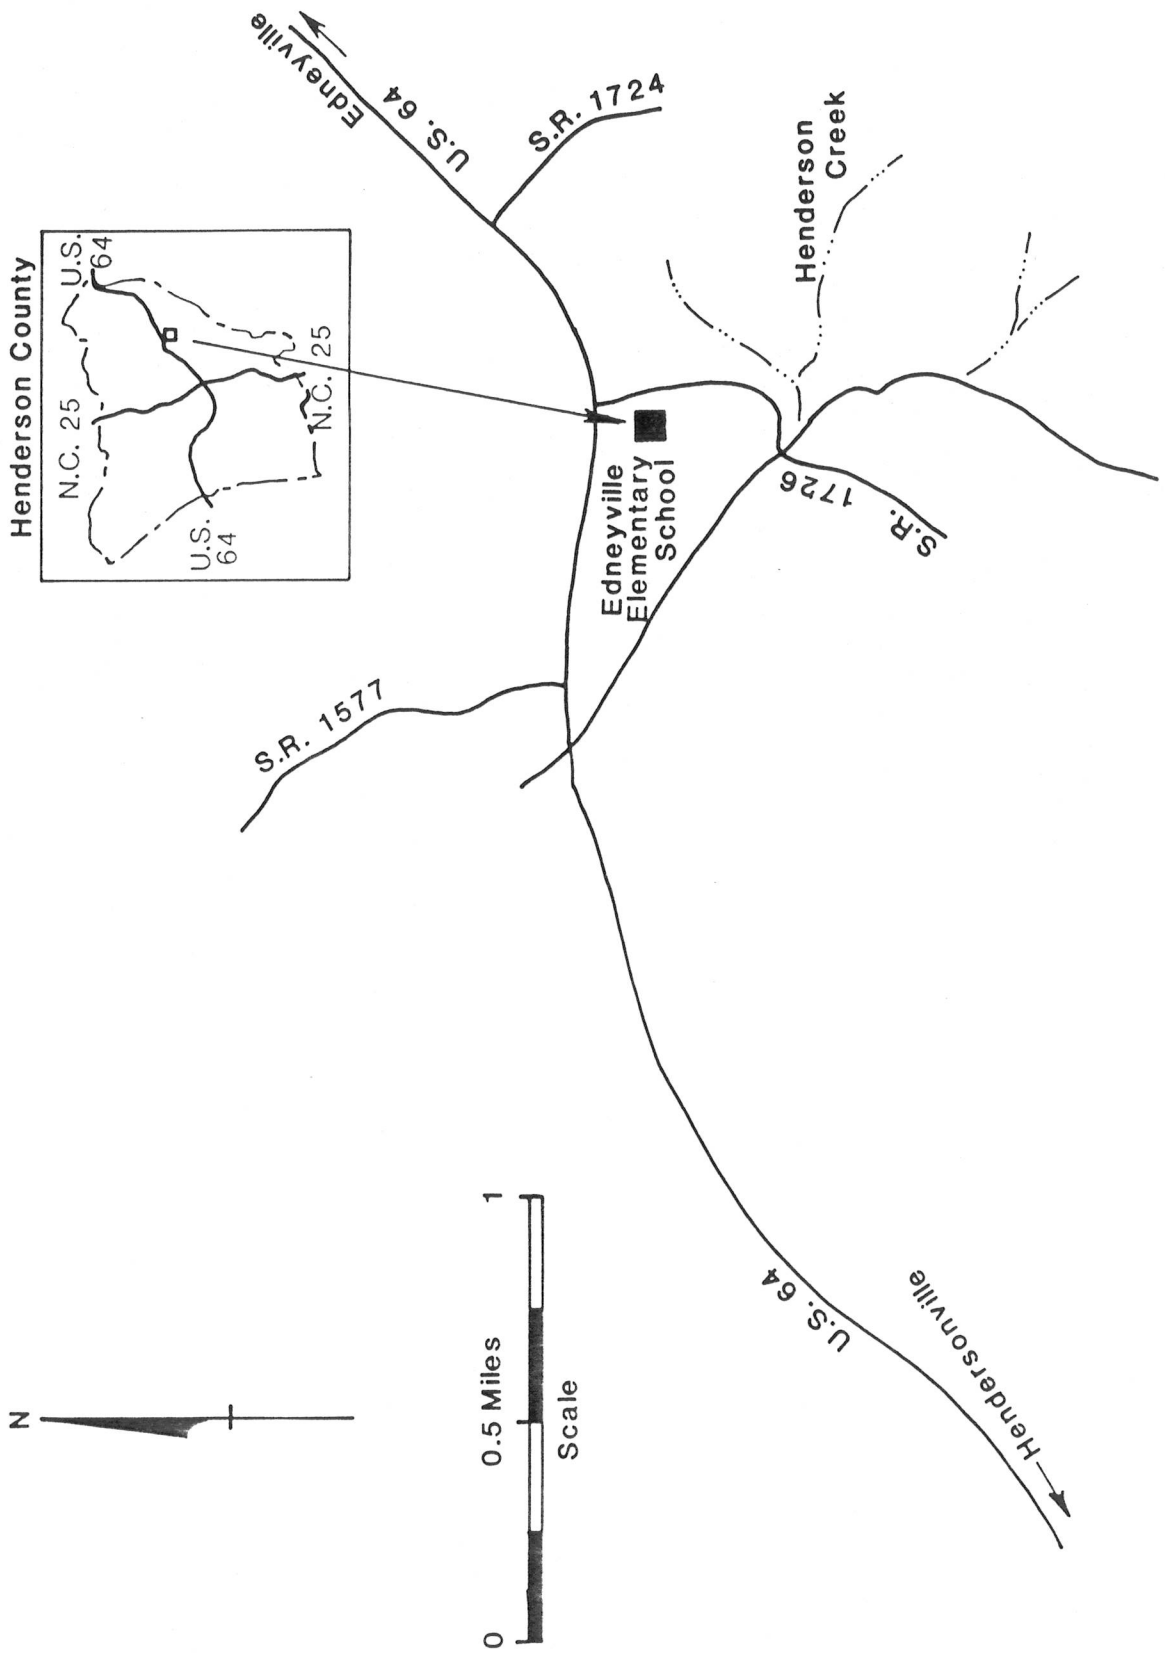 Henderson County
N.C. 25
U.S.
64
U.S.
64
N.C. 25
Edneyville
U.S. 64
S.R. 1724
S.R. 1577
Edneyville
Elementary
School
Henderson
Creek
S.R. 1726
U.S. 64
Hendersonville
N
0 0.5 Miles 1
Scale